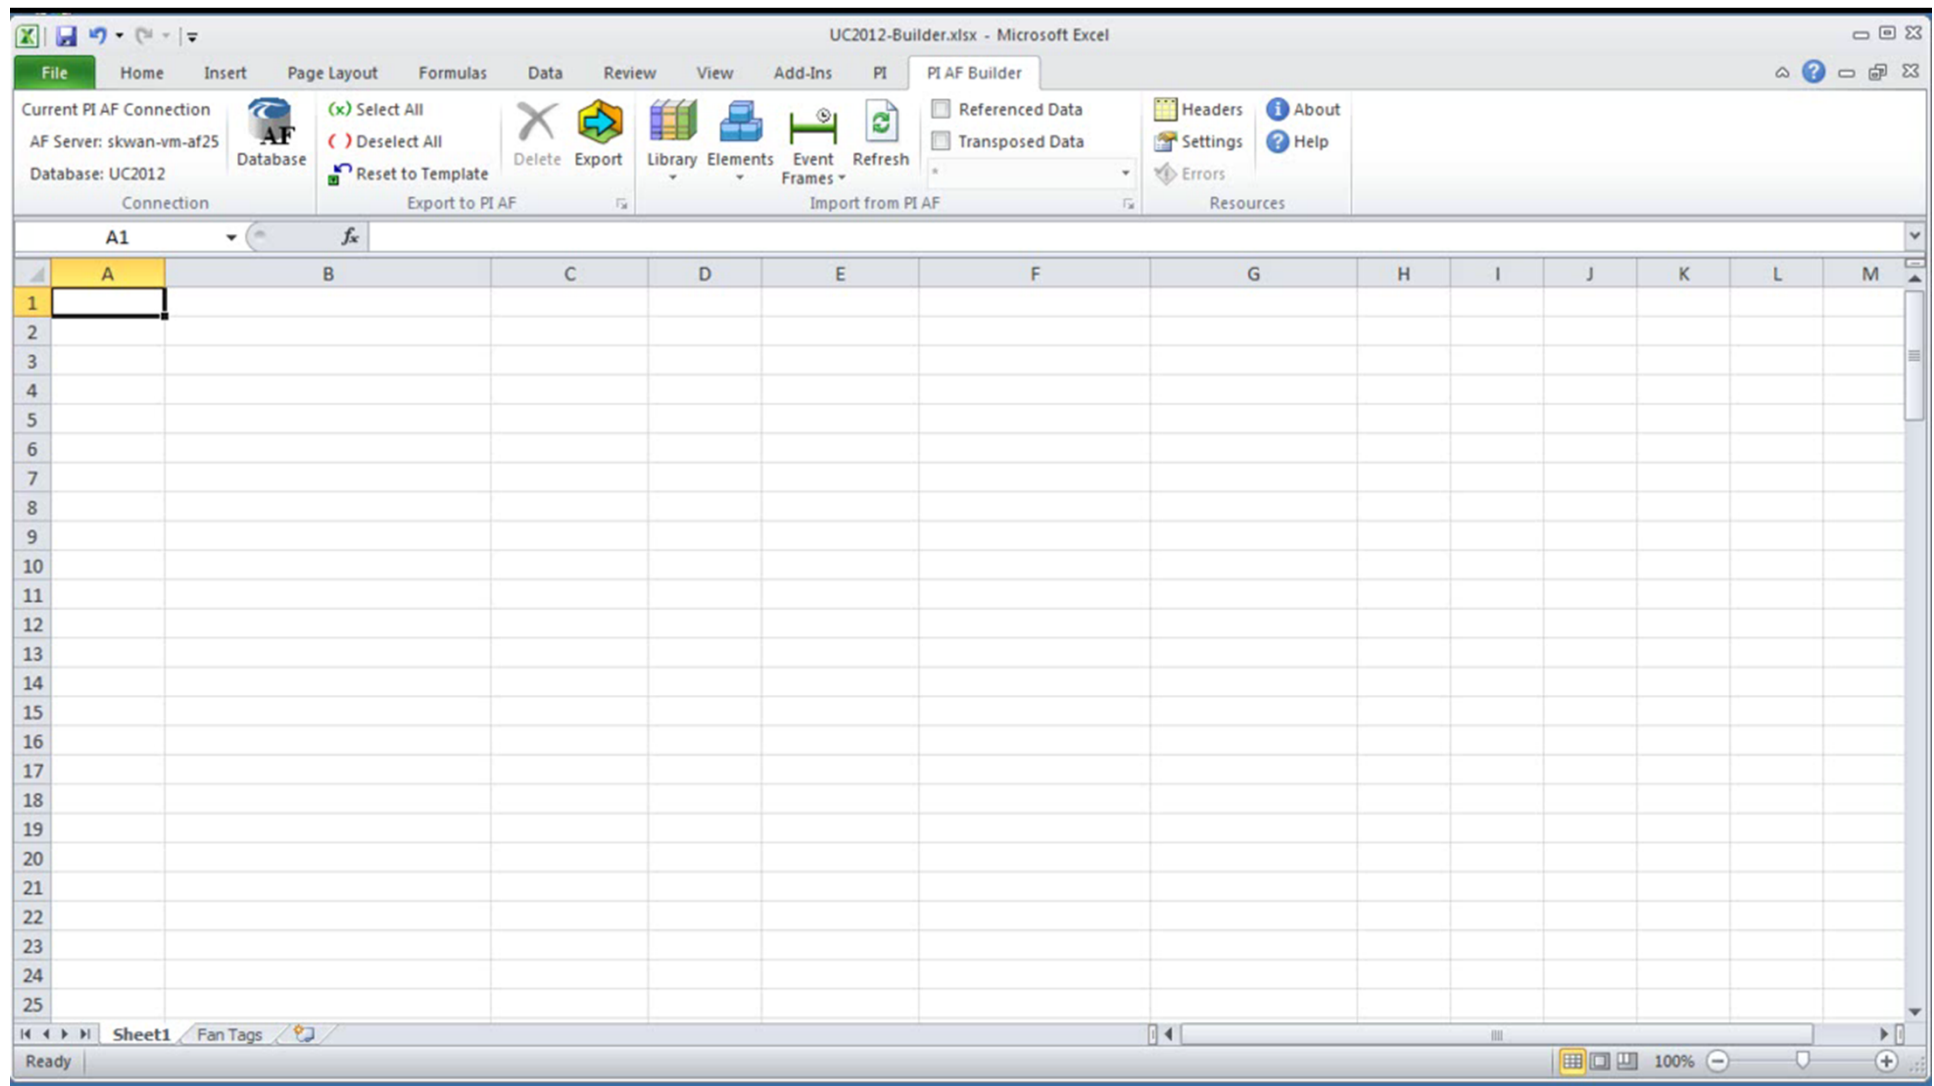 UC2012-Builder.xlsx - Microsoft Excel
File Home Insert Page Layout Formulas Data Review View Add-Ins PI PI AF Builder
Current PI AF Connection
AF Server: skwan-vm-af25
Database: UC2012
AF
Database
Connection
(x) Select All
( ) Deselect All
Reset to Template
Delete
Export
Export to PI AF
Library
Elements
Event
Frames
Refresh
Referenced Data
Transposed Data
*
Import from PI AF
Headers
Settings
Errors
About
Help
Resources
A1
fx
A B C D E F G H I J K L M
1
2
3
4
5
6
7
8
9
10
11
12
13
14
15
16
17
18
19
20
21
22
23
24
25
Sheet1 Fan Tags
Ready
100%